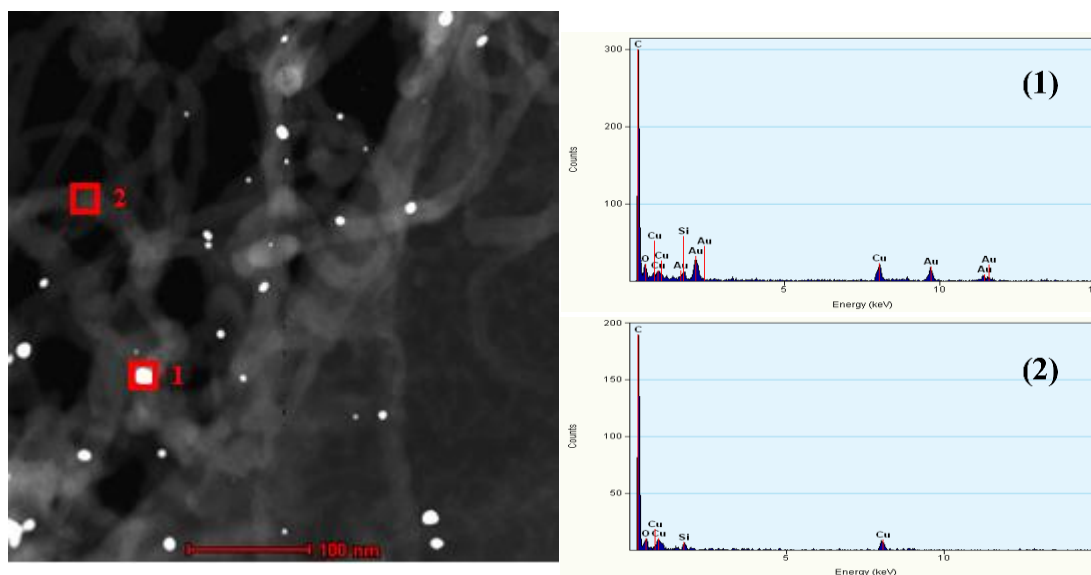 2
1
100 nm
C
300
(1)
200
Counts
100
Cu
Si
Au
Au
O
Cu
Cu
Au
Cu
Au
Au
Au
5
10
15
Energy (keV)
200
C
(2)
150
Counts
100
50
Cu
O
Cu
Si
Cu
5
10
Energy (keV)